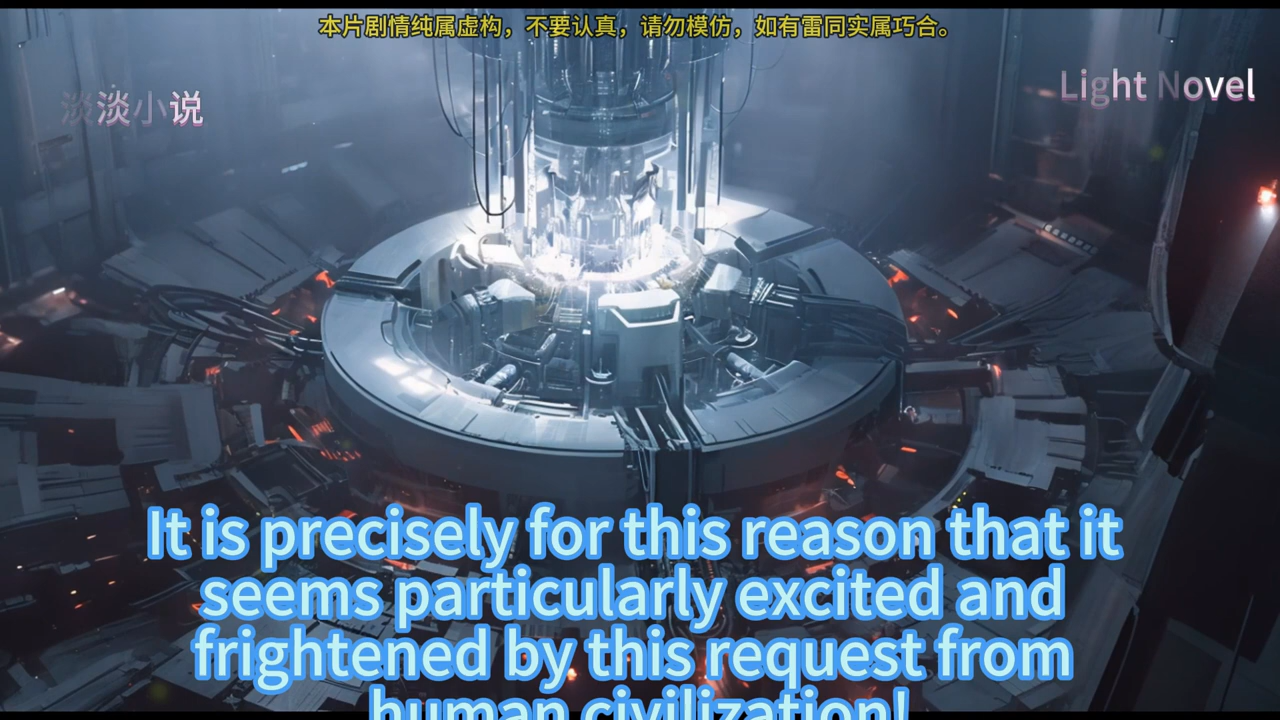 本片剧情纯属虚构，不要认真，请勿模仿，如有雷同实属巧合。
淡淡小说
Light Novel
It is precisely for this reason that it
seems particularly excited and
frightened by this request from
human civilization!